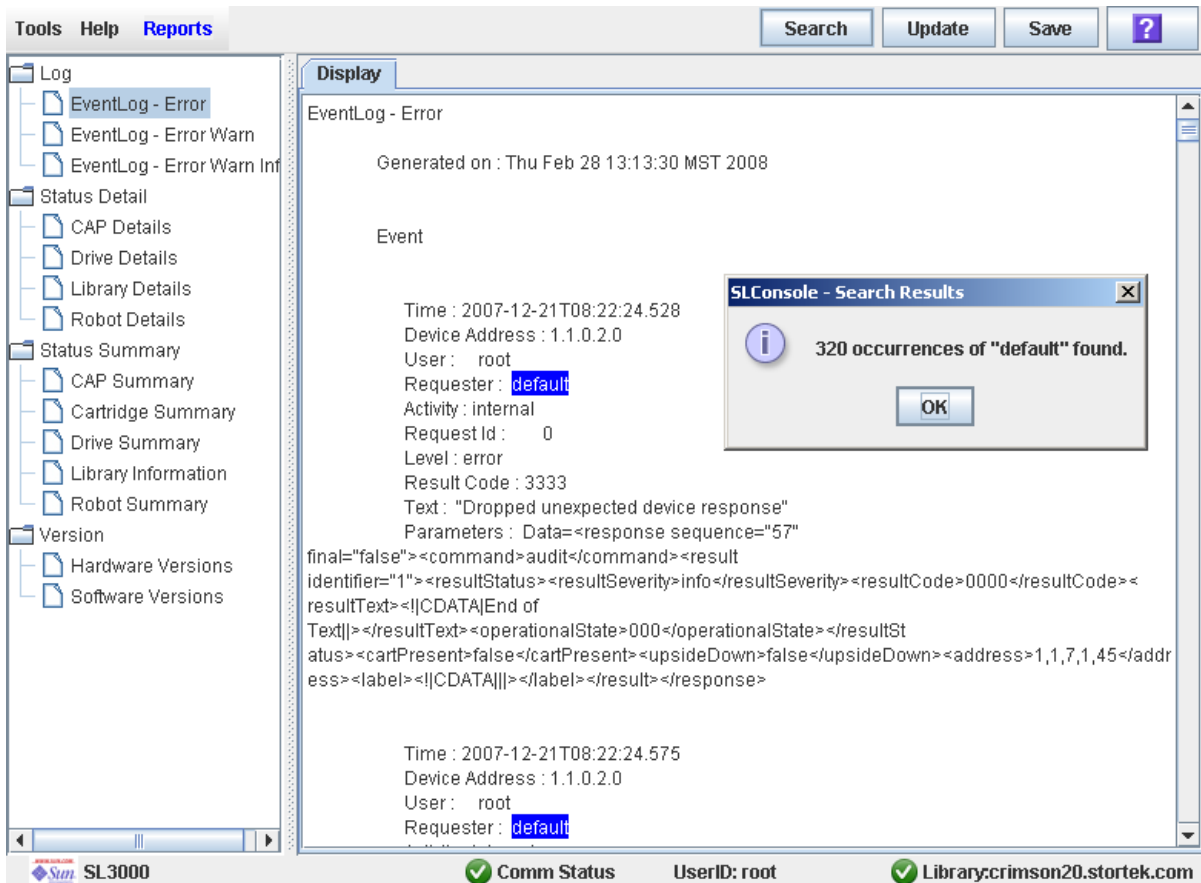 Tools Help Reports
Search Update Save ?
Log
EventLog - Error
EventLog - Error Warn
EventLog - Error Warn Inf
Status Detail
CAP Details
Drive Details
Library Details
Robot Details
Status Summary
CAP Summary
Cartridge Summary
Drive Summary
Library Information
Robot Summary
Version
Hardware Versions
Software Versions
Display
EventLog - Error
Generated on : Thu Feb 28 13:13:30 MST 2008
Event
Time : 2007-12-21T08:22:24.528
Device Address : 1.1.0.2.0
User : root
Requester : default
Activity : internal
Request Id : 0
Level : error
Result Code : 3333
Text : "Dropped unexpected device response"
Parameters : Data=<response sequence="57"
final="false"><command>audit</command><result
identifier="1"><resultStatus><resultSeverity>info</resultSeverity><resultCode>0000</resultCode><
resultText><!|CDATA|End of
Text||></resultText><operationalState>000</operationalState></resultSt
atus><cartPresent>false</cartPresent><upsideDown>false</upsideDown><address>1,1,7,1,45</addr
ess><label><!|CDATA|||></label></result></response>
Time : 2007-12-21T08:22:24.575
Device Address : 1.1.0.2.0
User : root
Requester : default
SLConsole - Search Results
320 occurrences of "default" found.
OK
Sun SL3000
Comm Status
UserID: root
Library:crimson20.stortek.com